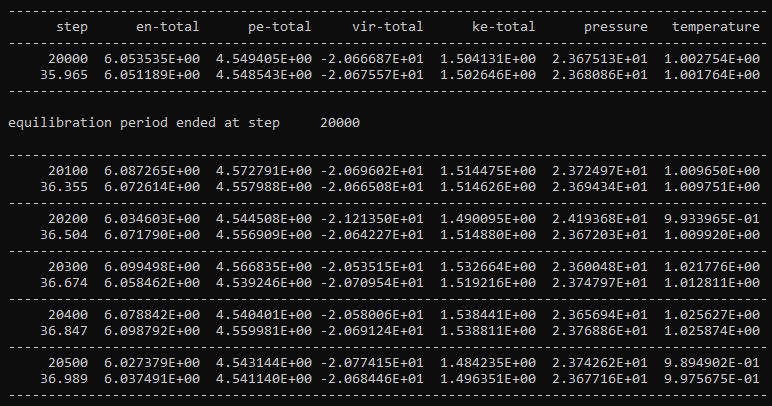 ------------------------------------------------------------------------------------------------
step en-total pe-total vir-total ke-total pressure temperature
------------------------------------------------------------------------------------------------
20000 6.053535E+00 4.549405E+00 -2.066687E+01 1.504131E+00 2.367513E+01 1.002754E+00
35.965 6.051189E+00 4.548543E+00 -2.067557E+01 1.502646E+00 2.368086E+01 1.001764E+00
------------------------------------------------------------------------------------------------
equilibration period ended at step 20000
------------------------------------------------------------------------------------------------
20100 6.087265E+00 4.572791E+00 -2.069602E+01 1.514475E+00 2.372497E+01 1.009650E+00
36.355 6.072614E+00 4.557988E+00 -2.066508E+01 1.514626E+00 2.369434E+01 1.009751E+00
------------------------------------------------------------------------------------------------
20200 6.034603E+00 4.544508E+00 -2.121350E+01 1.490095E+00 2.419368E+01 9.933965E-01
36.504 6.071790E+00 4.556909E+00 -2.064227E+01 1.514880E+00 2.367203E+01 1.009920E+00
------------------------------------------------------------------------------------------------
20300 6.099498E+00 4.566835E+00 -2.053515E+01 1.532664E+00 2.360048E+01 1.021776E+00
36.674 6.058462E+00 4.539246E+00 -2.070954E+01 1.519216E+00 2.374797E+01 1.012811E+00
------------------------------------------------------------------------------------------------
20400 6.078842E+00 4.540401E+00 -2.058006E+01 1.538441E+00 2.365694E+01 1.025627E+00
36.847 6.098792E+00 4.559981E+00 -2.069124E+01 1.538811E+00 2.376886E+01 1.025874E+00
------------------------------------------------------------------------------------------------
20500 6.027379E+00 4.543144E+00 -2.077415E+01 1.484235E+00 2.374262E+01 9.894902E-01
36.989 6.037491E+00 4.541140E+00 -2.068446E+01 1.496351E+00 2.367716E+01 9.975675E-01
------------------------------------------------------------------------------------------------